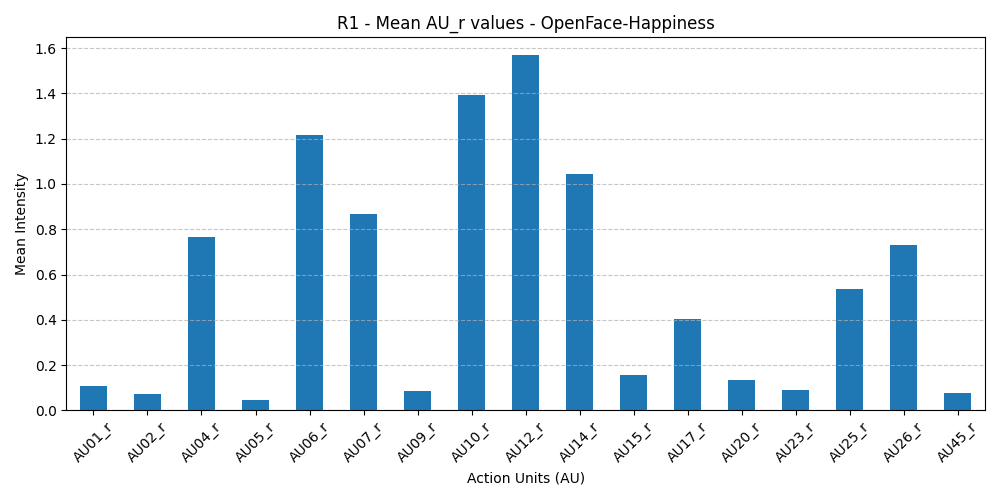 R1 - Mean AU_r values - OpenFace-Happiness
Mean Intensity
1.6
1.4
1.2
1.0
0.8
0.6
0.4
0.2
0.0
AU01_r AU02_r AU04_r AU05_r AU06_r AU07_r AU09_r AU10_r AU12_r AU14_r AU15_r AU17_r AU20_r AU23_r AU25_r AU26_r AU45_r
Action Units (AU)